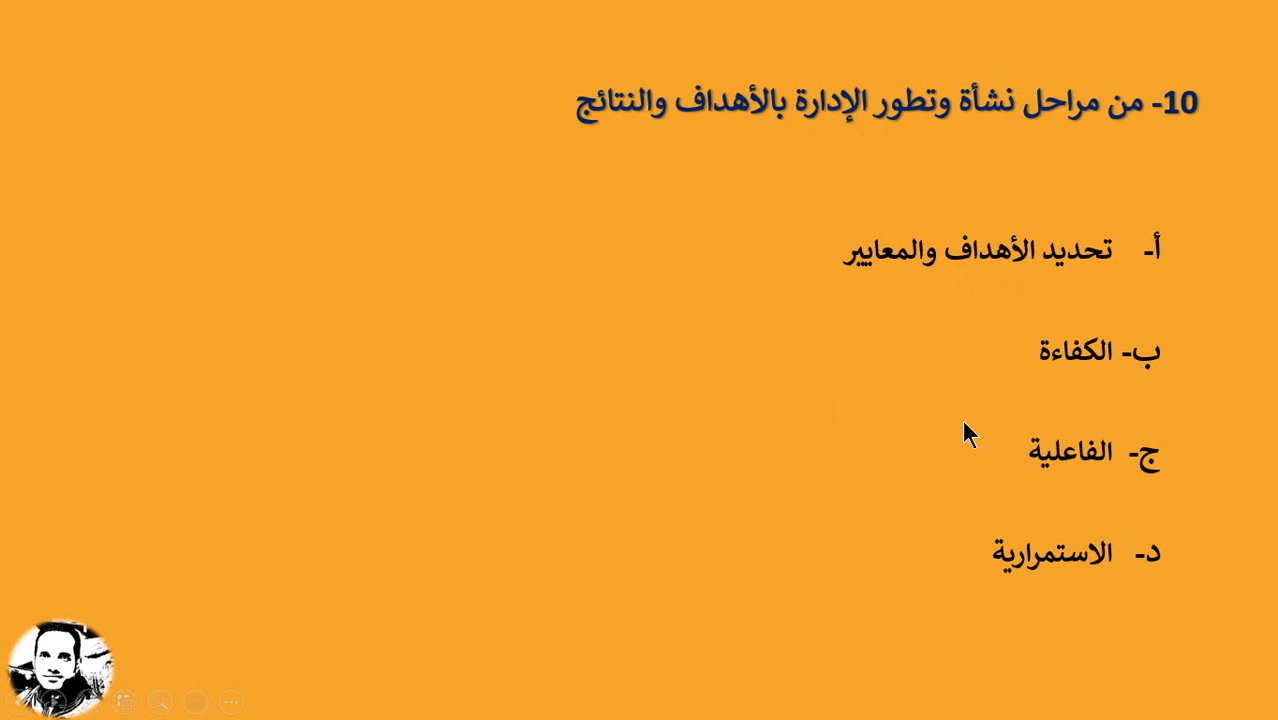 10- من مراحل نشأة وتطور الإدارة بالأهداف والنتائج
أ- تحديد الأهداف والمعايير
ب- الكفاءة
ج- الفاعلية
د- الاستمرارية